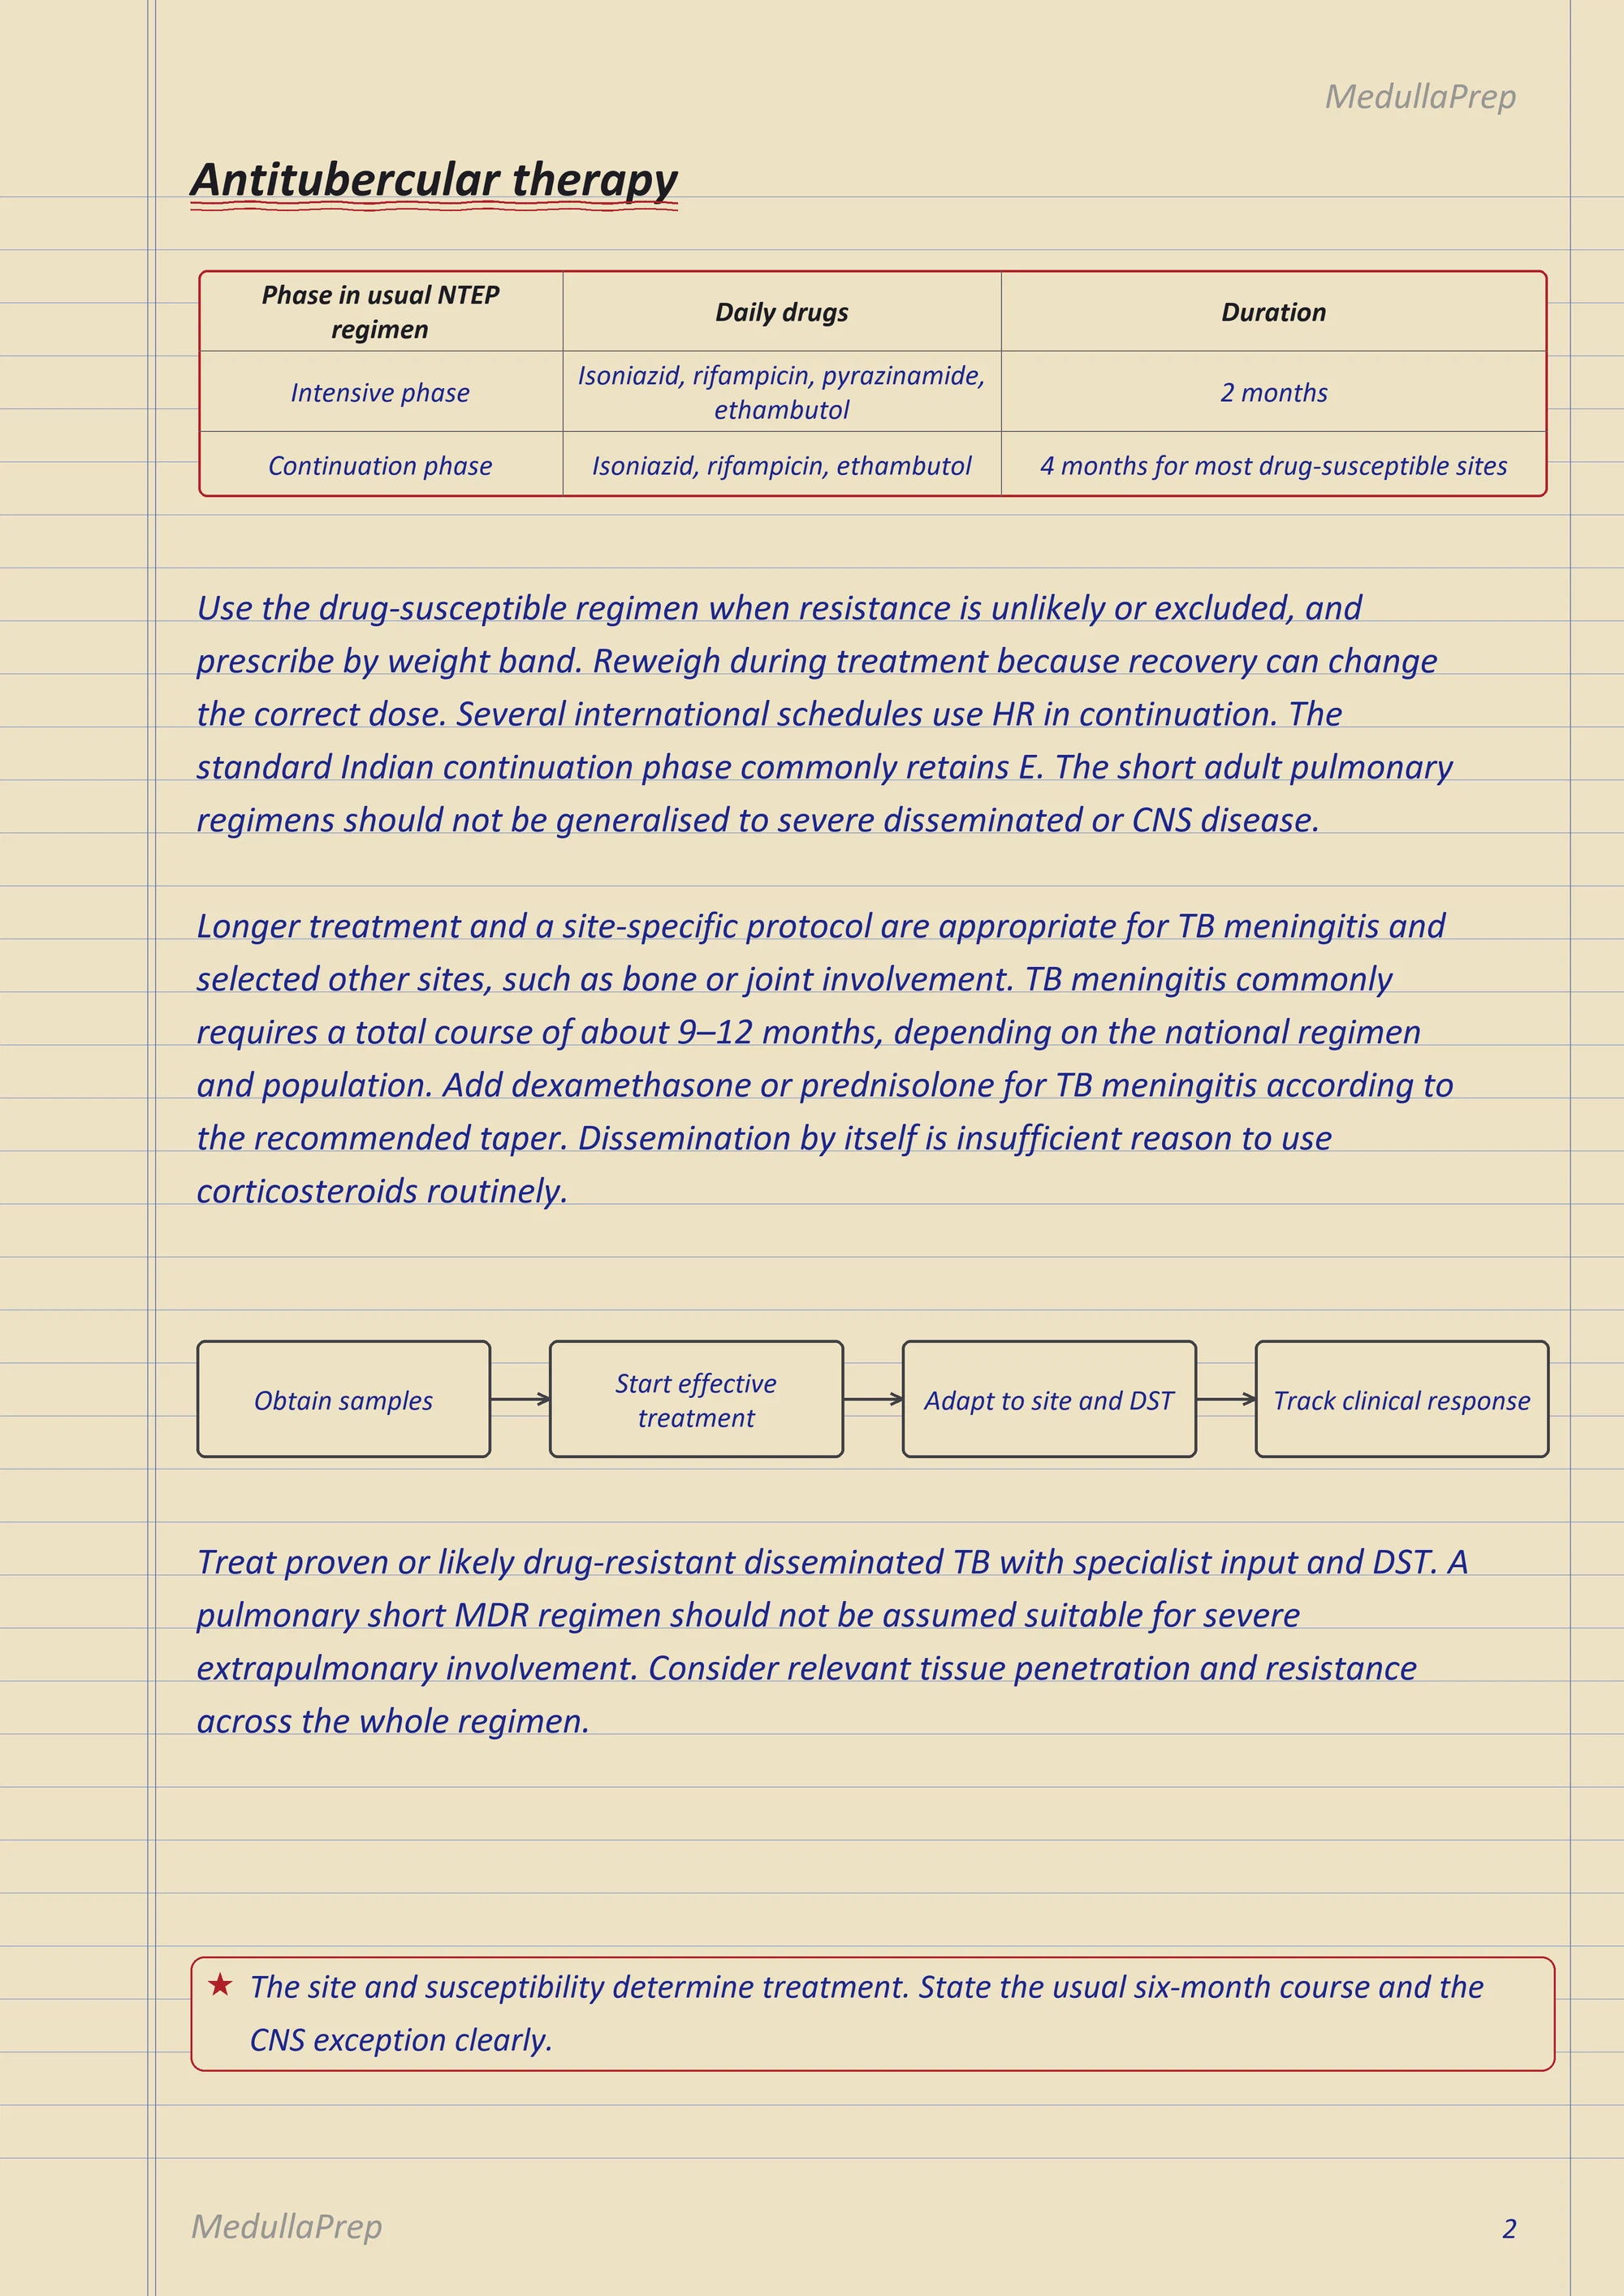 MedullaPrep
Antitubercular therapy
Phase in usual NTEP
regimen
Daily drugs
Duration
Intensive phase
Isoniazid, rifampicin, pyrazinamide,
ethambutol
2 months
Continuation phase
Isoniazid, rifampicin, ethambutol
4 months for most drug-susceptible sites
Use the drug-susceptible regimen when resistance is unlikely or excluded, and
prescribe by weight band. Reweigh during treatment because recovery can change
the correct dose. Several international schedules use HR in continuation. The
standard Indian continuation phase commonly retains E. The short adult pulmonary
regimens should not be generalised to severe disseminated or CNS disease.
Longer treatment and a site-specific protocol are appropriate for TB meningitis and
selected other sites, such as bone or joint involvement. TB meningitis commonly
requires a total course of about 9–12 months, depending on the national regimen
and population. Add dexamethasone or prednisolone for TB meningitis according to
the recommended taper. Dissemination by itself is insufficient reason to use
corticosteroids routinely.
Obtain samples
Start effective
treatment
Adapt to site and DST
Track clinical response
Treat proven or likely drug-resistant disseminated TB with specialist input and DST. A
pulmonary short MDR regimen should not be assumed suitable for severe
extrapulmonary involvement. Consider relevant tissue penetration and resistance
across the whole regimen.
★ The site and susceptibility determine treatment. State the usual six-month course and the
CNS exception clearly.
MedullaPrep
2